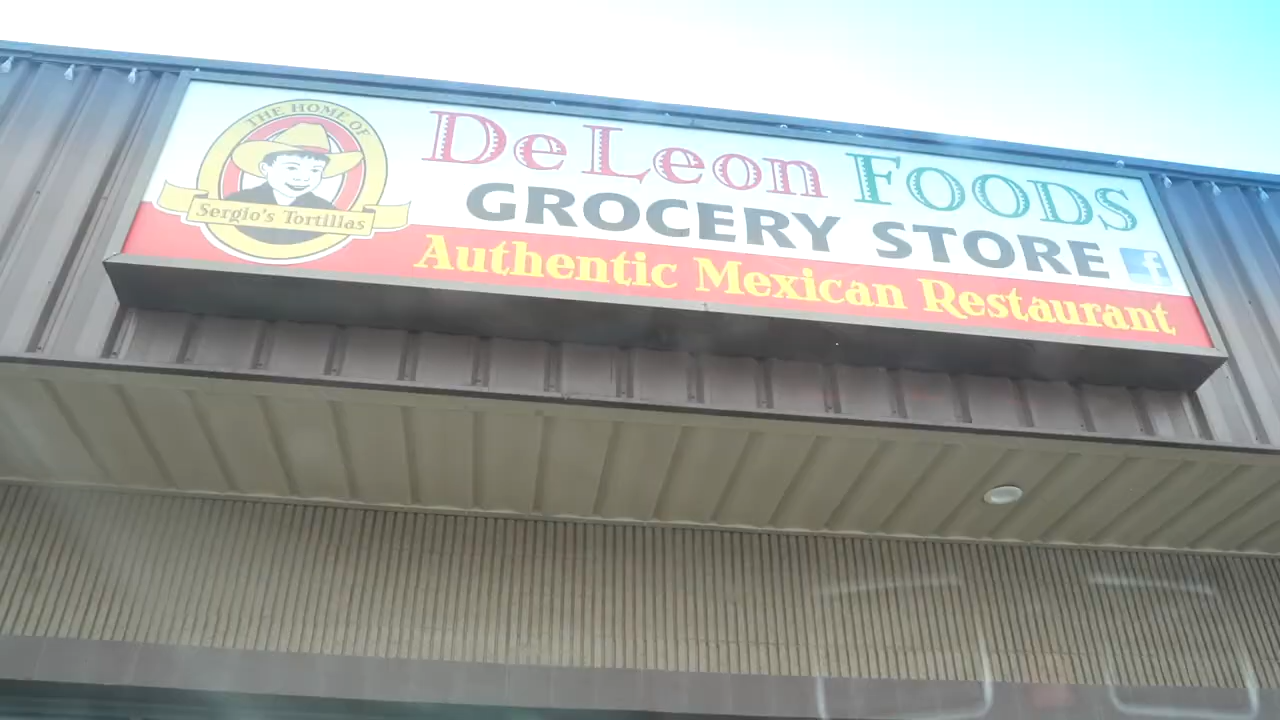 THE HOME OF
Sergio's Tortillas
DeLeon FOODS
GROCERY STORE
f
Authentic Mexican Restaurant